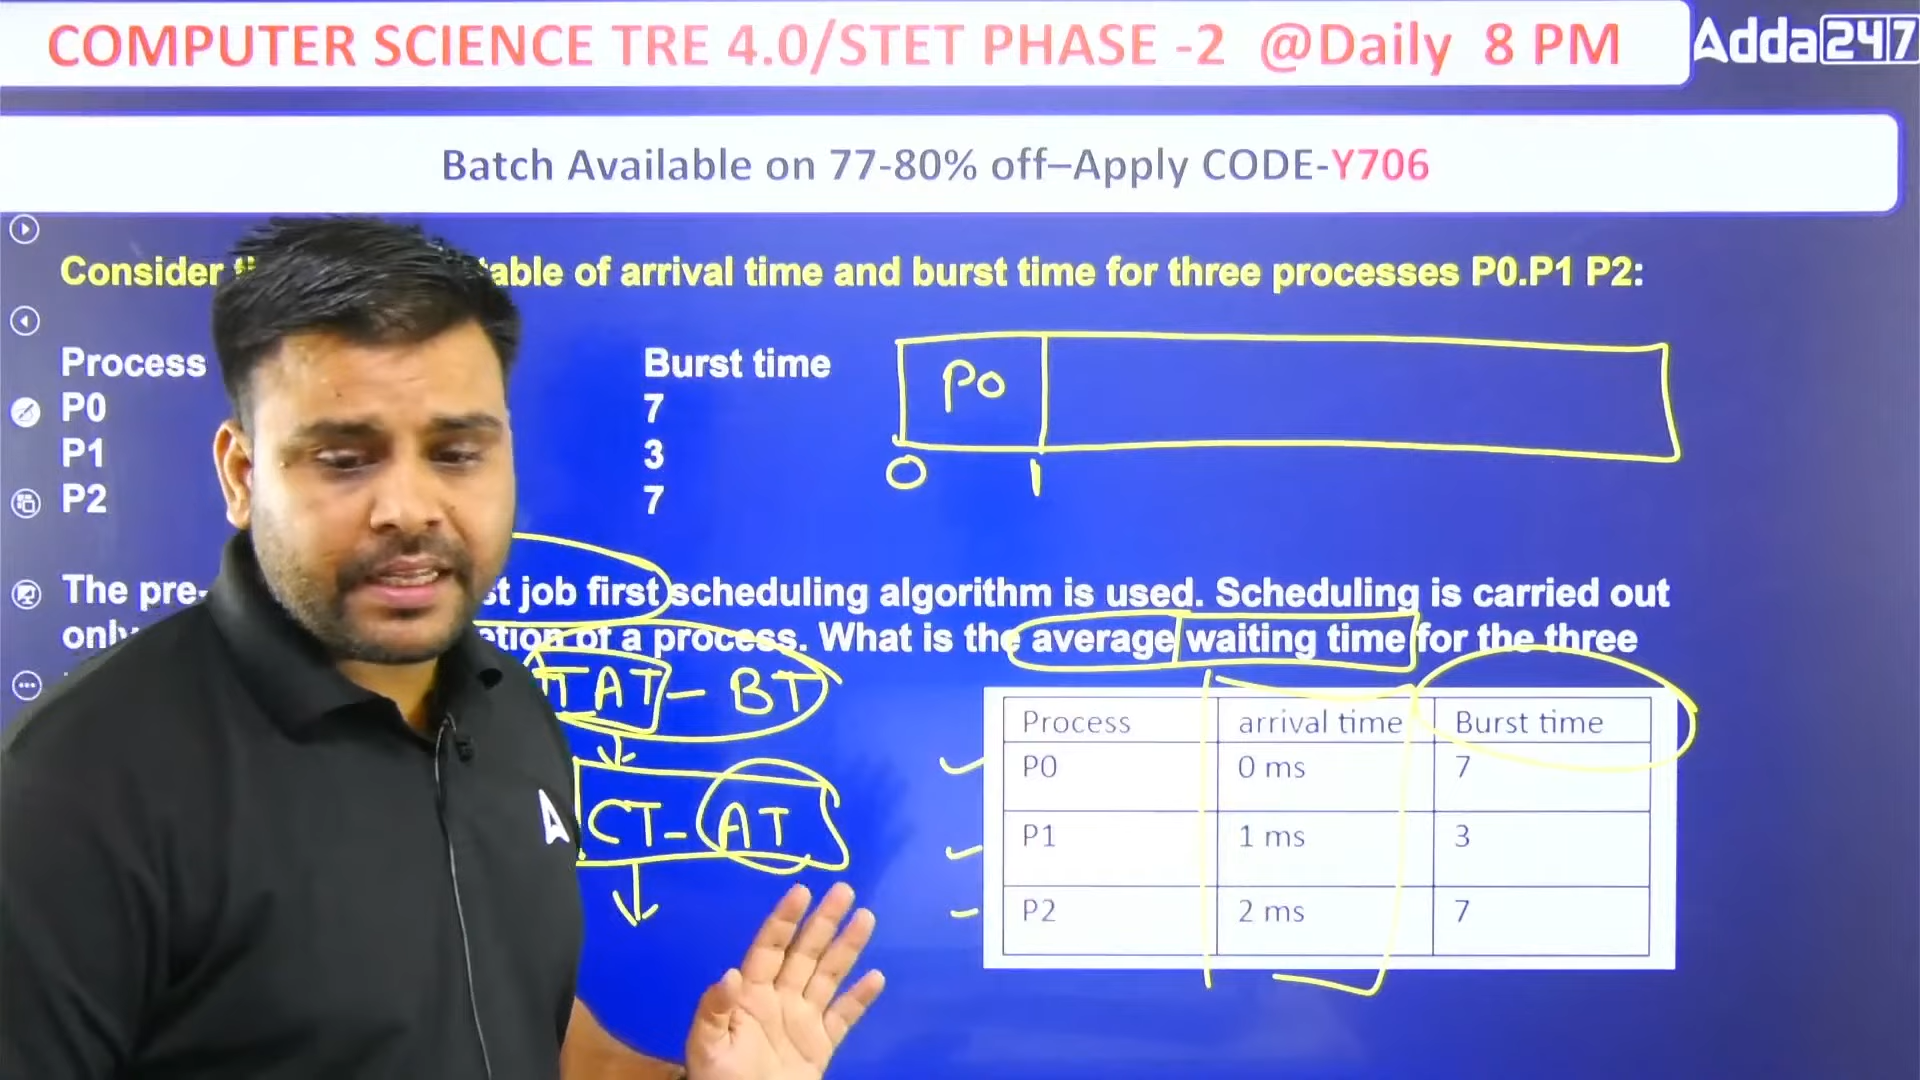 COMPUTER SCIENCE TRE 4.0/STET PHASE -2 @Daily 8 PM
Adda247
Batch Available on 77-80% off–Apply CODE-Y706
Consider table of arrival time and burst time for three processes P0.P1 P2:
Process Burst time
P0 7
P1 3
P2 7
P0
0 1
The pre- job first scheduling algorithm is used. Scheduling is carried out
of a process. What is the average waiting time for the three
TAT - BT
CT - AT
Process arrival time Burst time
P0 0 ms 7
P1 1 ms 3
P2 2 ms 7